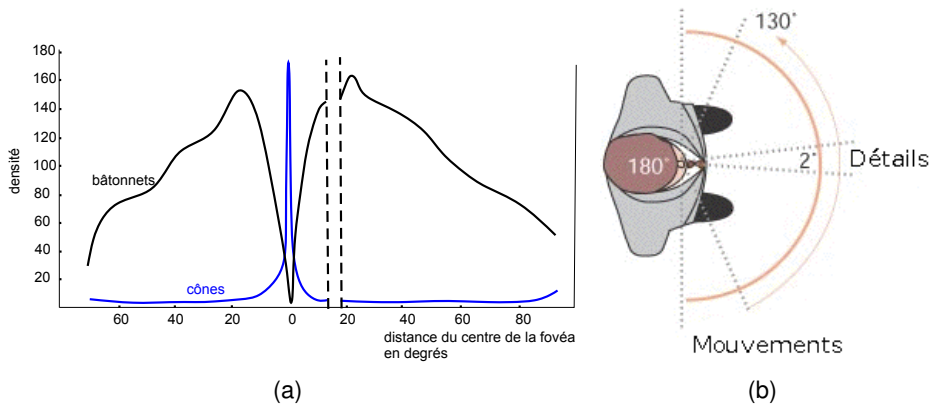 180
160
140
120
100
80
60
40
20
densité
bâtonnets
cônes
60 40 20 0 20 40 60 80
distance du centre de la fovéa
en degrés
(a)
130°
180°
2°
Détails
Mouvements
(b)